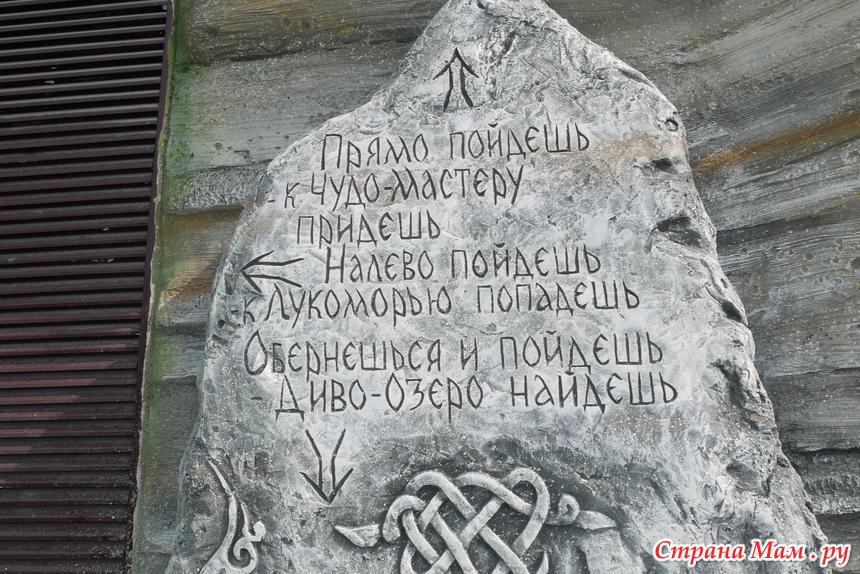 Прямо пойдешь
- к Чудо-мастеру
придешь
Налево пойдешь
- к Лукоморью попадешь
Обернешься и пойдешь
- Диво-озеро найдешь
Страна Мам.ру